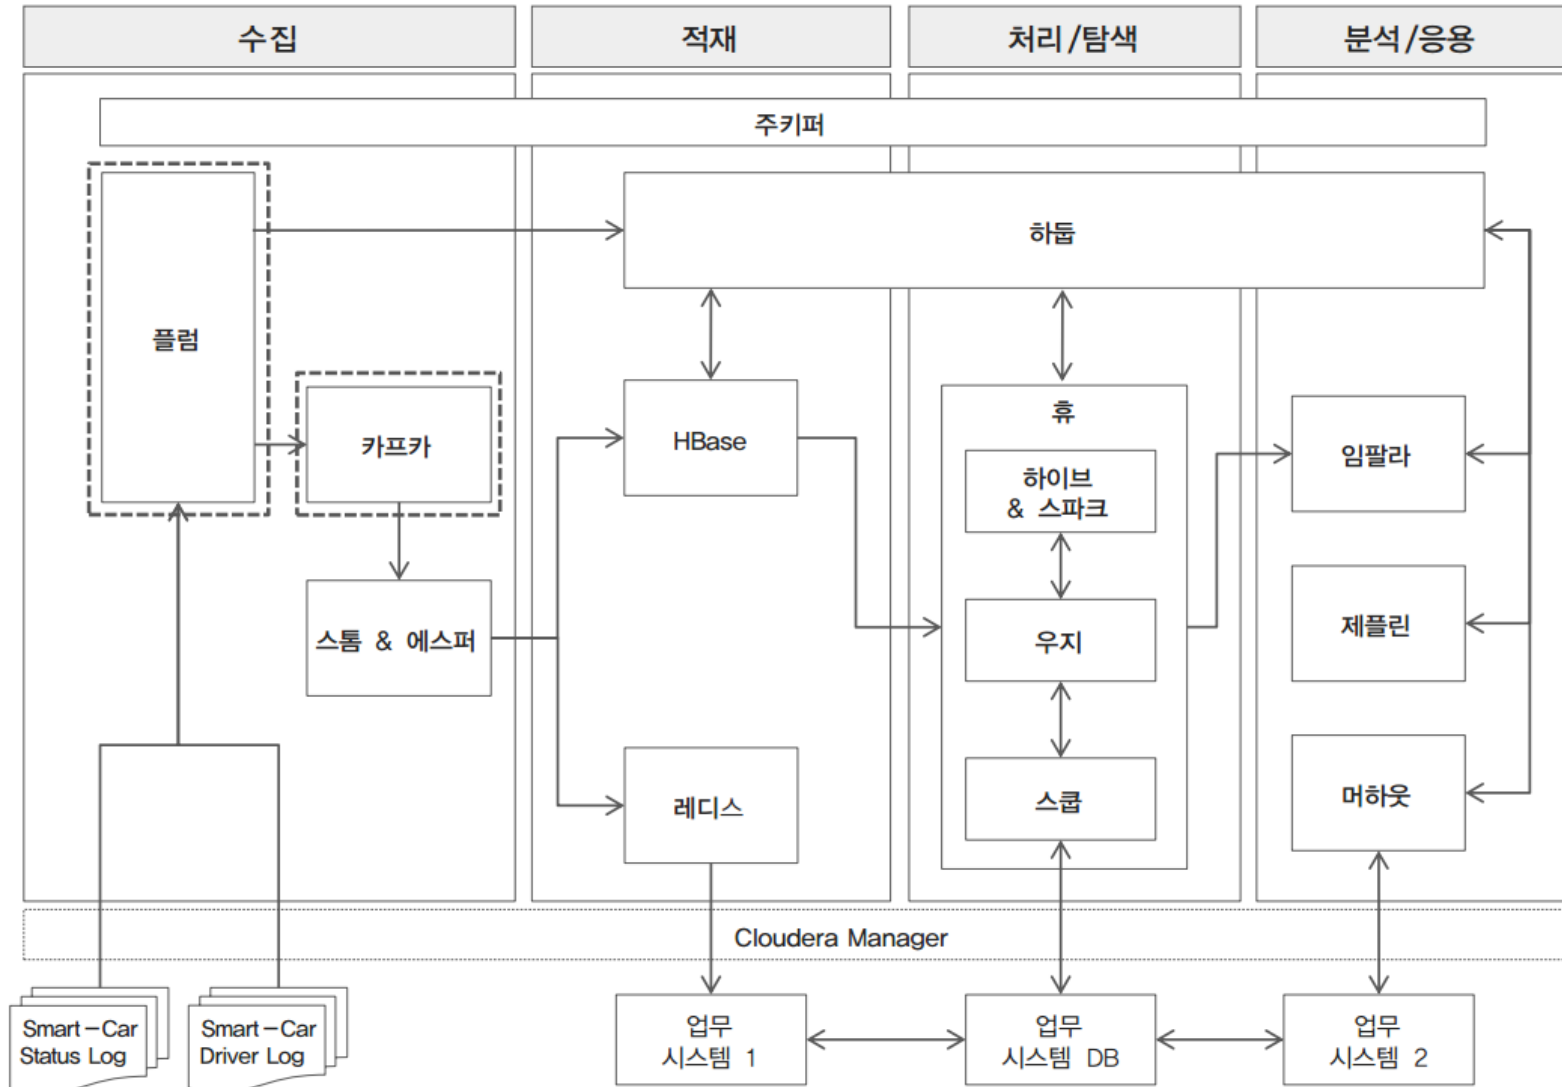 수집
적재
처리/탐색
분석/응용
주키퍼
하둡
플럼
카프카
HBase
휴
하이브
& 스파크
임팔라
스톰 & 에스퍼
우지
제플린
레디스
스쿱
머하웃
Cloudera Manager
Smart-Car
Status Log
Smart-Car
Driver Log
업무
시스템 1
업무
시스템 DB
업무
시스템 2